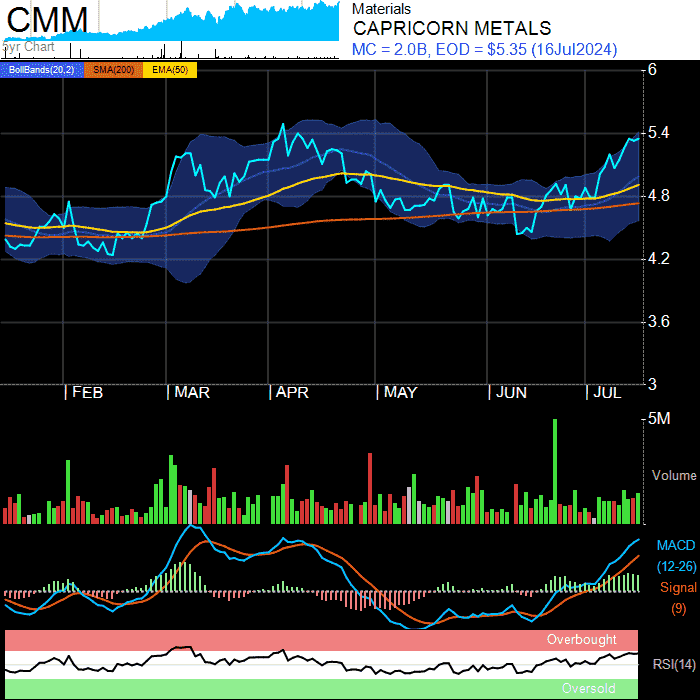 CMM
5yr Chart
Materials
CAPRICORN METALS
MC = 2.0B, EOD = $5.35 (16Jul2024)
BollBands(20,2) SMA(200) EMA(50)
6
5.4
4.8
4.2
3.6
3
FEB MAR APR MAY JUN JUL
5M
Volume
MACD
(12-26)
Signal
(9)
Overbought
RSI(14)
Oversold